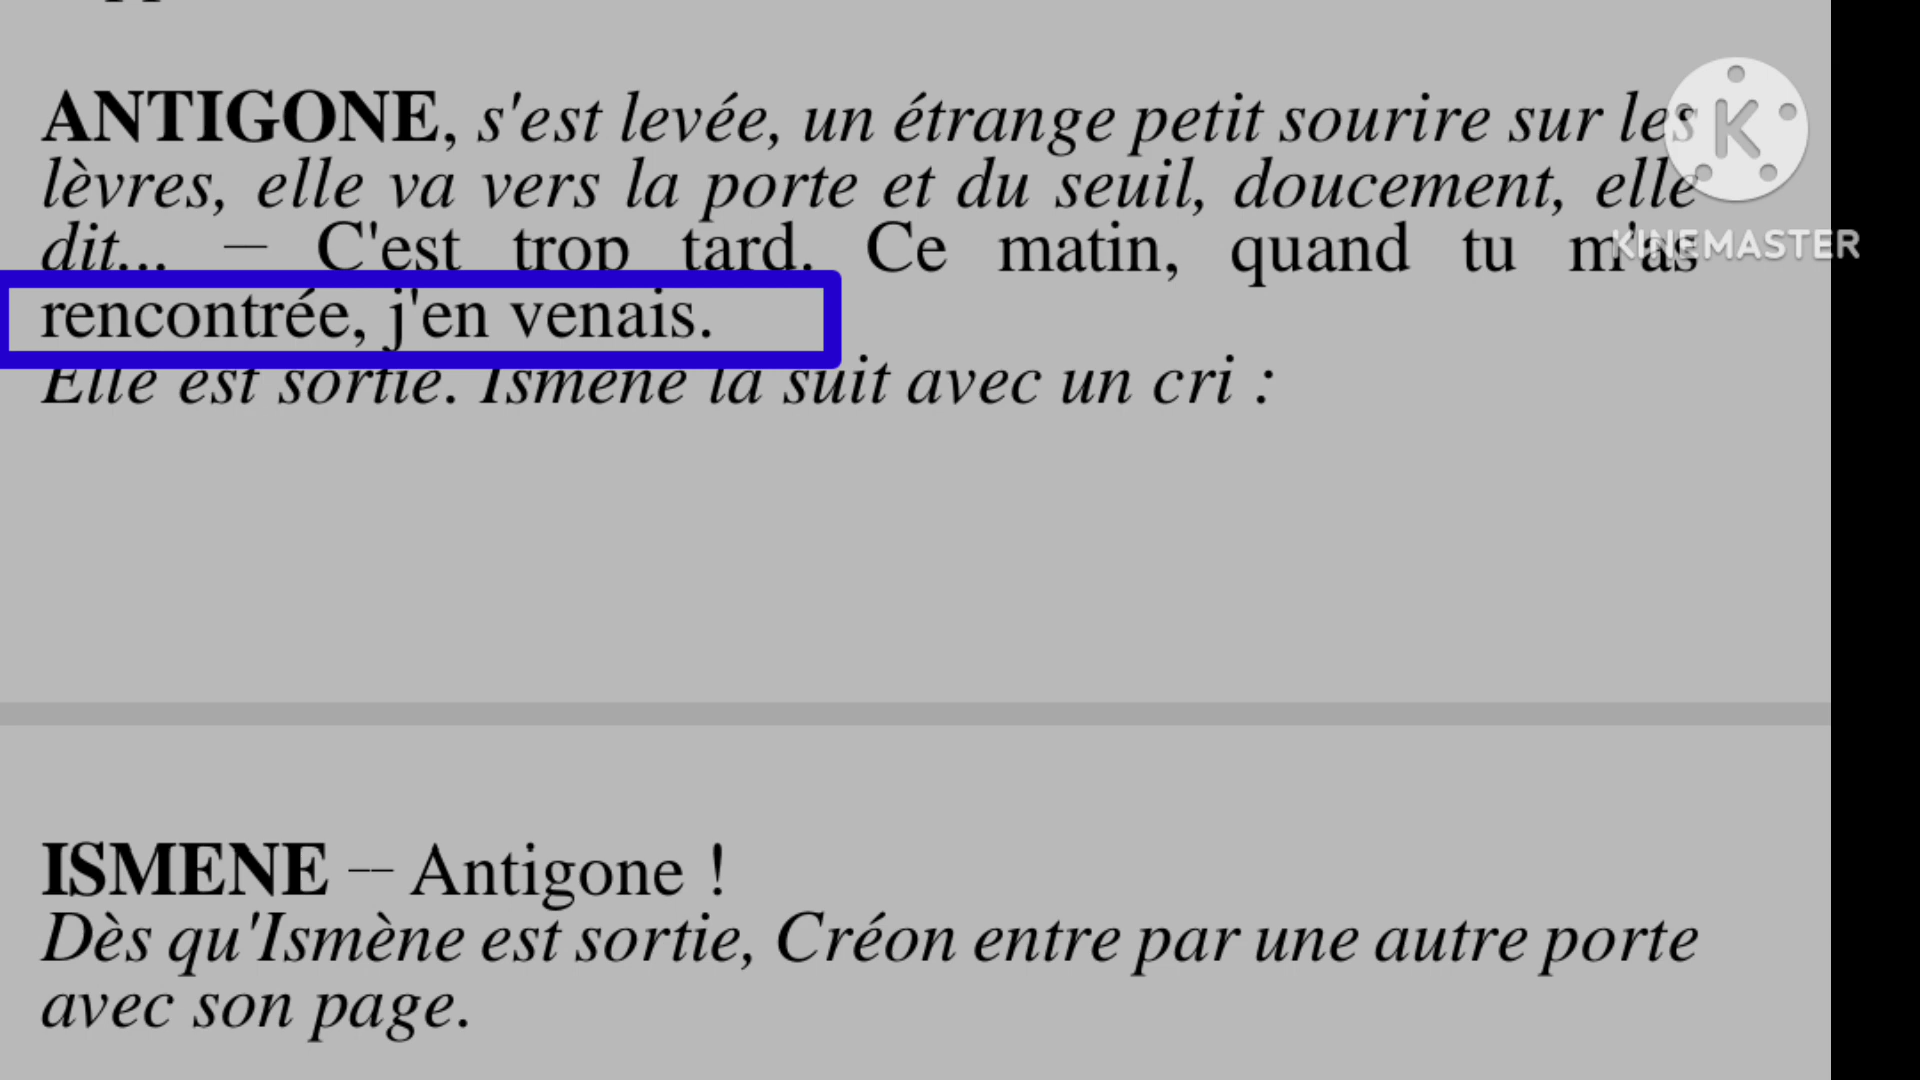 ANTIGONE, s'est levée, un étrange petit sourire sur les
lèvres, elle va vers la porte et du seuil, doucement, elle
dit... – C'est trop tard. Ce matin, quand tu m'as
rencontrée, j'en venais.
Elle est sortie. Ismène la suit avec un cri :
ISMENE –– Antigone !
Dès qu'Ismène est sortie, Créon entre par une autre porte
avec son page.
K
KINEMASTER